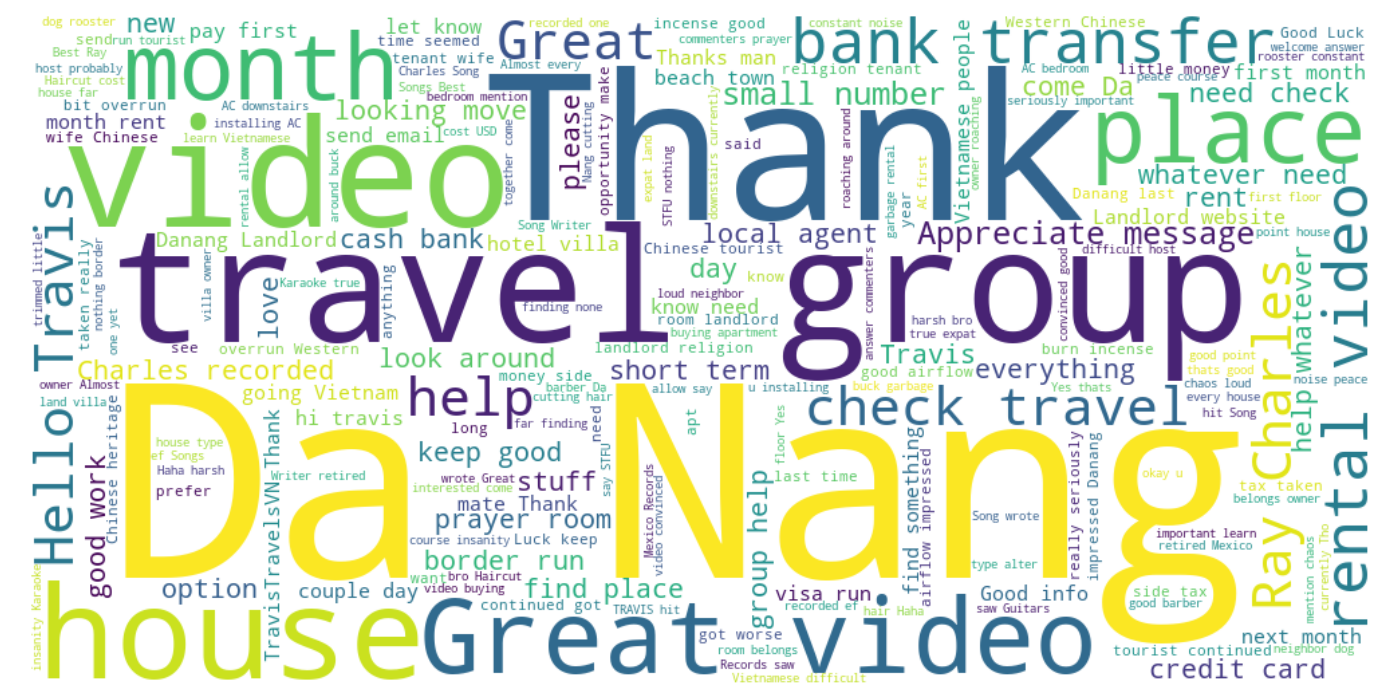 dog rooster
new
pay first
let know
recorded one
incense good
commenters prayer
constant noise
Western Chinese
Good Luck
send
run tourist
time seemed
Great
Thanks man
bank transfer
welcome answer
Best Ray
month
tenant wife
Almost every
religion tenant
rooster constant
host probably
Charles Song
beach town
AC bedroom
little money
peace course
first month
Haircut cost
Songs Best
small number
seriously important
come Da
need check
house far
bedroom mention
bit overrun
AC downstairs
looking move
Thank
month rent
installing AC
send email
cost USD
please
said
place
wife Chinese
learn Vietnamese
video
whatever need
together come
Nang cutting
opportunity make
STFU nothing
expat land
downstairs currently
roaching around
garbage rental
year
AC first
owner roaching
Vietnamese people
rental allow
around buck
Danang last
rent
first floor
Song Writer
Landlord website
Danang Landlord
cash bank
hotel villa
local agent
Appreciate message
point house
Chinese tourist
difficult host
travel group
day
know
Karaoke true
loud neighbor
finding none
know need
room landlord
harsh bro
true expat
buying apartment
answer commenters
convinced good
love
anything
villa owner
trimmed little
taken really
nothing border
one yet
see
overrun Western
look around
landlord religion
Travis
burn incense
good point
thats good
Charles recorded
short term
good airflow
everything
chaos loud
noise peace
owner Almost
going Vietnam
money side
barber Da
allow say
u installing
buck garbage
Yes thats
every house
land villa
help
cutting hair
check travel
hit Song
hi travis
long
far finding
need
apt
floor Yes
Hello Travis
Da Nang
house type
ef Songs
keep good
Haha harsh
Writer retired
wrote Great
stuff
say STFU
last time
okay u
tax taken
interested come
prefer
mate Thank
belongs owner
good work
Chinese heritage
TravisTravelsVN Thank
prayer room
Mexico Records
video convinced
group help
Song wrote
find something
airflow impressed
really seriously
impressed Danang
important learn
retired Mexico
course insanity
Luck keep
border run
type alter
Ray Charles
help whatever
rental video
mention chaos
currently Tho
option
couple day
want
bro Haircut
video buying
find place
visa run
Good info
side tax
good barber
insanity Karaoke
house
Great video
continued got
TRAVIS hit
recorded ef
hair Haha
saw Guitars
got worse
room belongs
Records saw
Vietnamese difficult
next month
tourist continued
neighbor dog
credit card